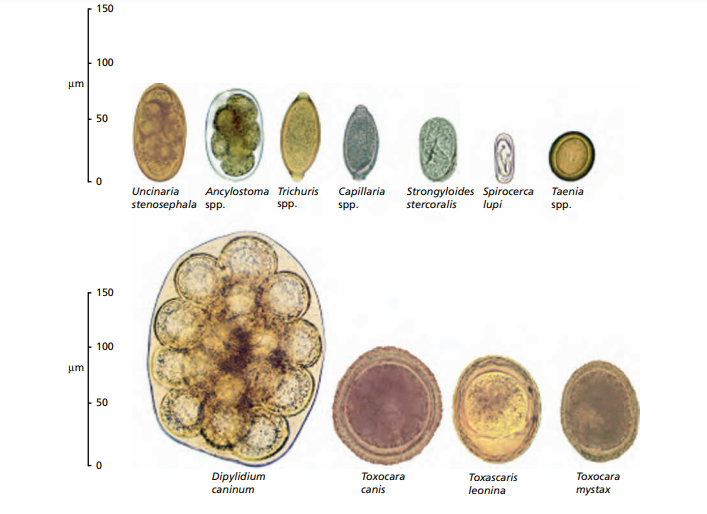 150
100
μm
50
0
Uncinaria Ancylostoma Trichuris Capillaria Strongyloides Spirocerca Taenia
stenosephala spp. spp. spp. stercoralis lupi spp.
150
100
μm
50
0
Dipylidium Toxocara Toxascaris Toxocara
caninum canis leonina mystax